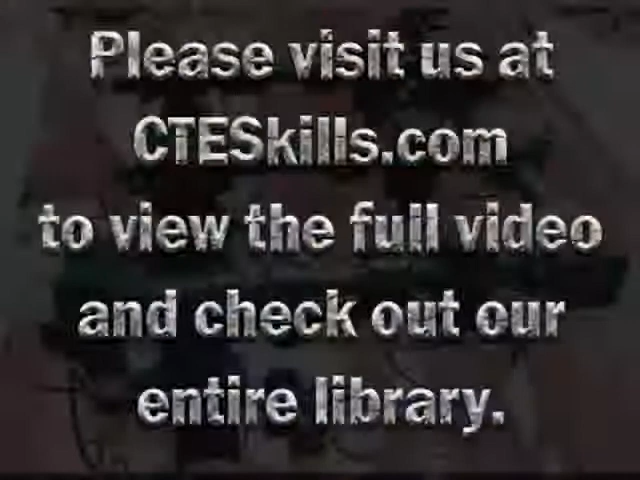 Please visit us at
CTESkills.com
to view the full video
and check out our
entire library.